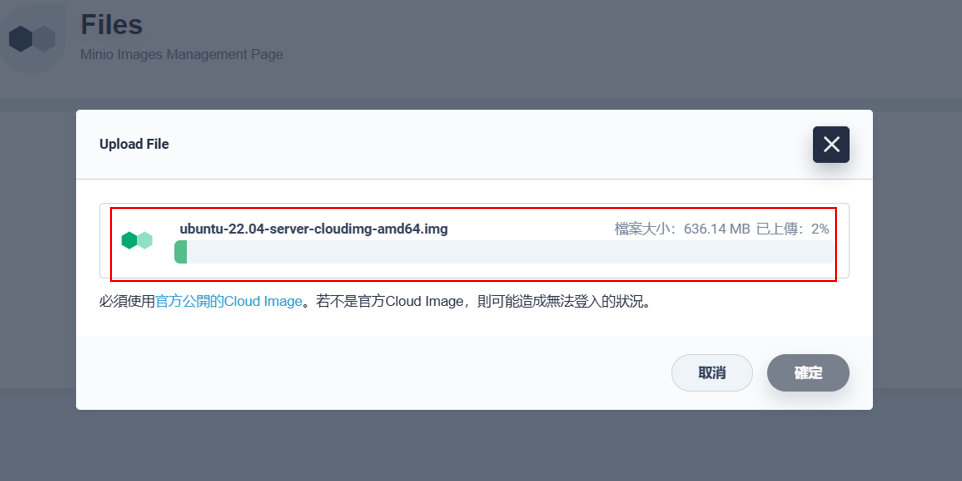 Files
Minio Images Management Page
Upload File
ubuntu-22.04-server-cloudimg-amd64.img
檔案大小：636.14 MB 已上傳：2%
必須使用官方公開的Cloud Image。若不是官方Cloud Image，則可能造成無法登入的狀況。
取消
確定